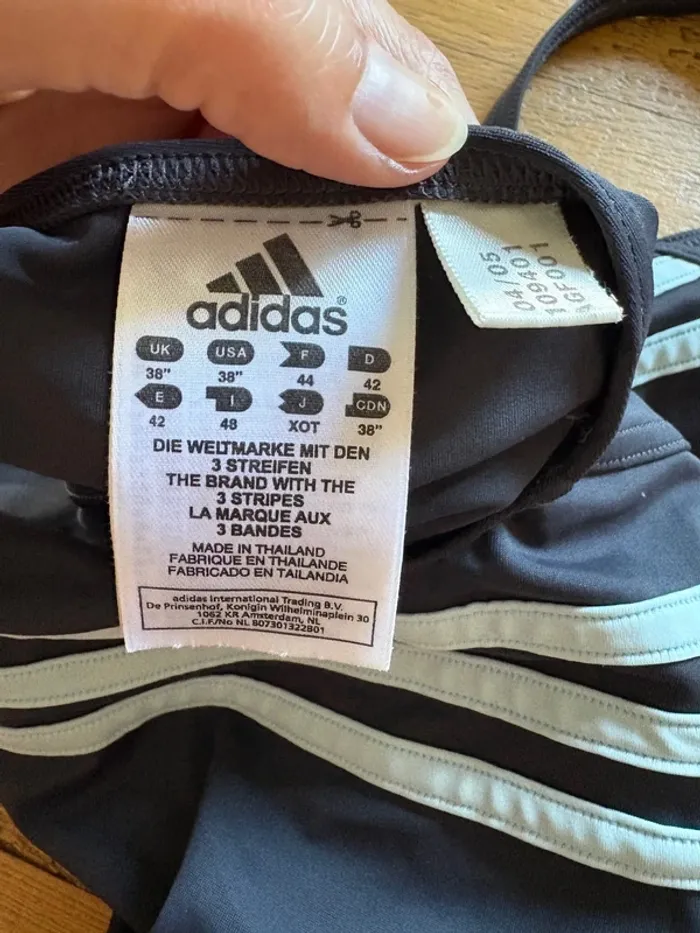 adidas®
UK USA F D
38" 38" 44 42
E I J CDN
42 48 XOT 38"
DIE WELTMARKE MIT DEN
3 STREIFEN
THE BRAND WITH THE
3 STRIPES
LA MARQUE AUX
3 BANDES
MADE IN THAILAND
FABRIQUE EN THAILANDE
FABRICADO EN TAILANDIA
adidas International Trading B.V.
De Prinsenhof, Konigin Wilhelminaplein 30
1062 KR Amsterdam, NL
C.I.F/No NL 807301322B01
04/05
109401
AGF001